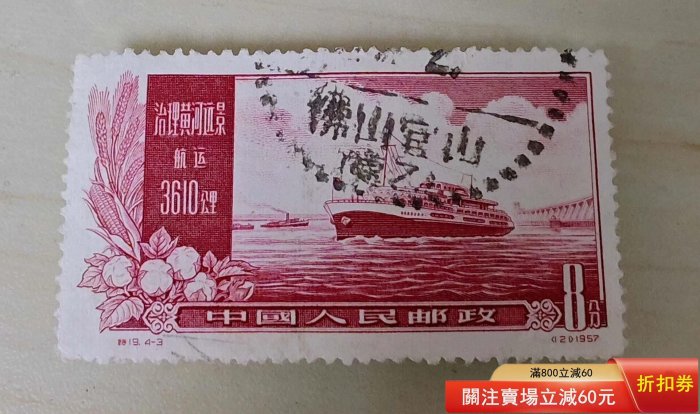 治理黄河远景
航运
3610公里
佛山官山
8分
中國人民邮政
特19.4-3
(121)1957
滿800立減60
關注賣場立減60元
折扣券